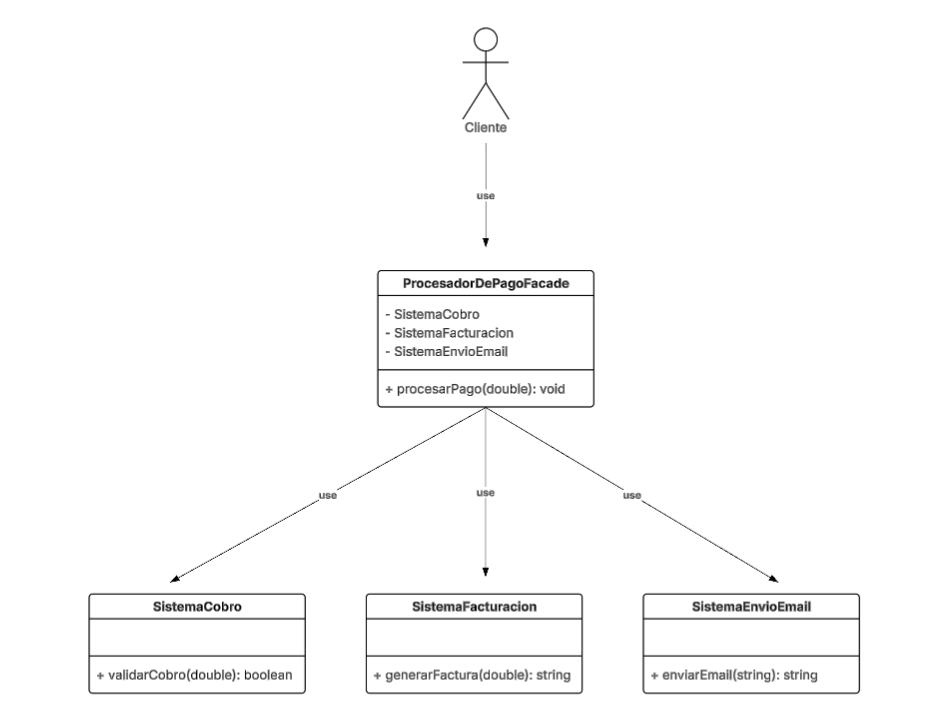 Cliente
use
ProcesadorDePagoFacade
- SistemaCobro
- SistemaFacturacion
- SistemaEnvioEmail
+ procesarPago(double): void
use
use
use
SistemaCobro
+ validarCobro(double): boolean
SistemaFacturacion
+ generarFactura(double): string
SistemaEnvioEmail
+ enviarEmail(string): string